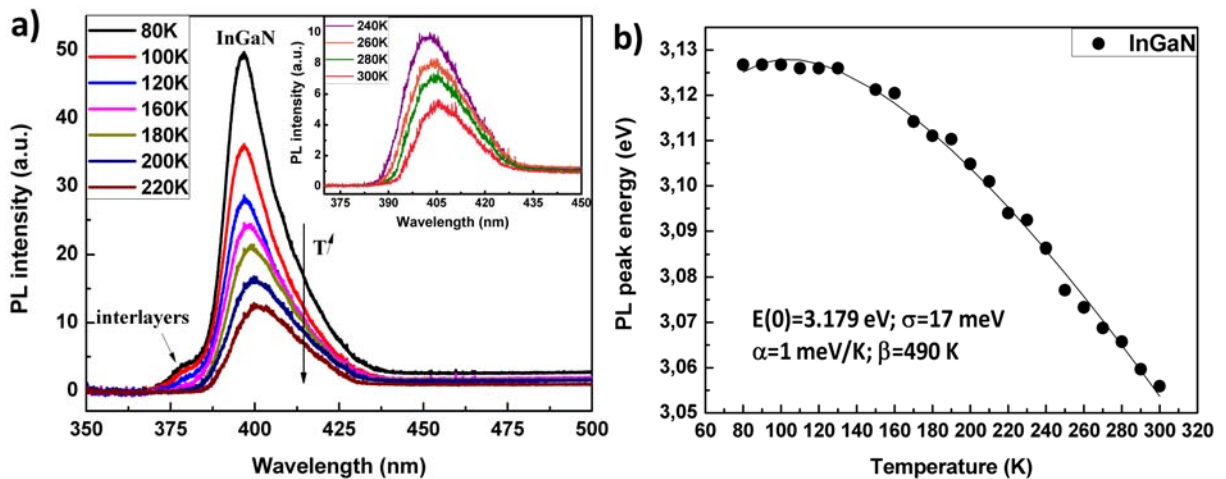 a)
80K
100K
120K
160K
180K
200K
220K
InGaN
interlayers
T
PL intensity (a.u.)
50
40
30
20
10
0
350 400 450 500
Wavelength (nm)
240K
260K
280K
300K
PL intensity (a.u.)
10
8
6
4
2
0
375 390 405 420 435 450
Wavelength (nm)
b)
InGaN
PL peak energy (eV)
3,13
3,12
3,11
3,10
3,09
3,08
3,07
3,06
3,05
E(0)=3.179 eV; σ=17 meV
α=1 meV/K; β=490 K
60 80 100 120 140 160 180 200 220 240 260 280 300 320
Temperature (K)